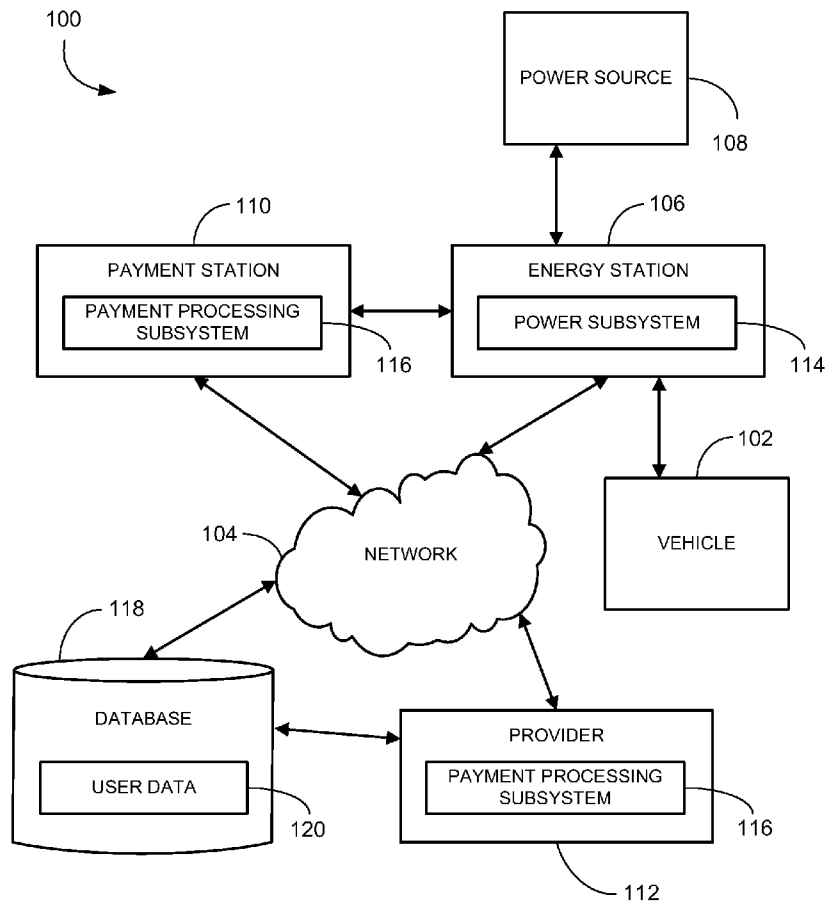 100
POWER SOURCE
108
110
106
PAYMENT STATION
PAYMENT PROCESSING
SUBSYSTEM
116
ENERGY STATION
POWER SUBSYSTEM
114
102
VEHICLE
104
NETWORK
118
DATABASE
USER DATA
120
PROVIDER
PAYMENT PROCESSING
SUBSYSTEM
116
112